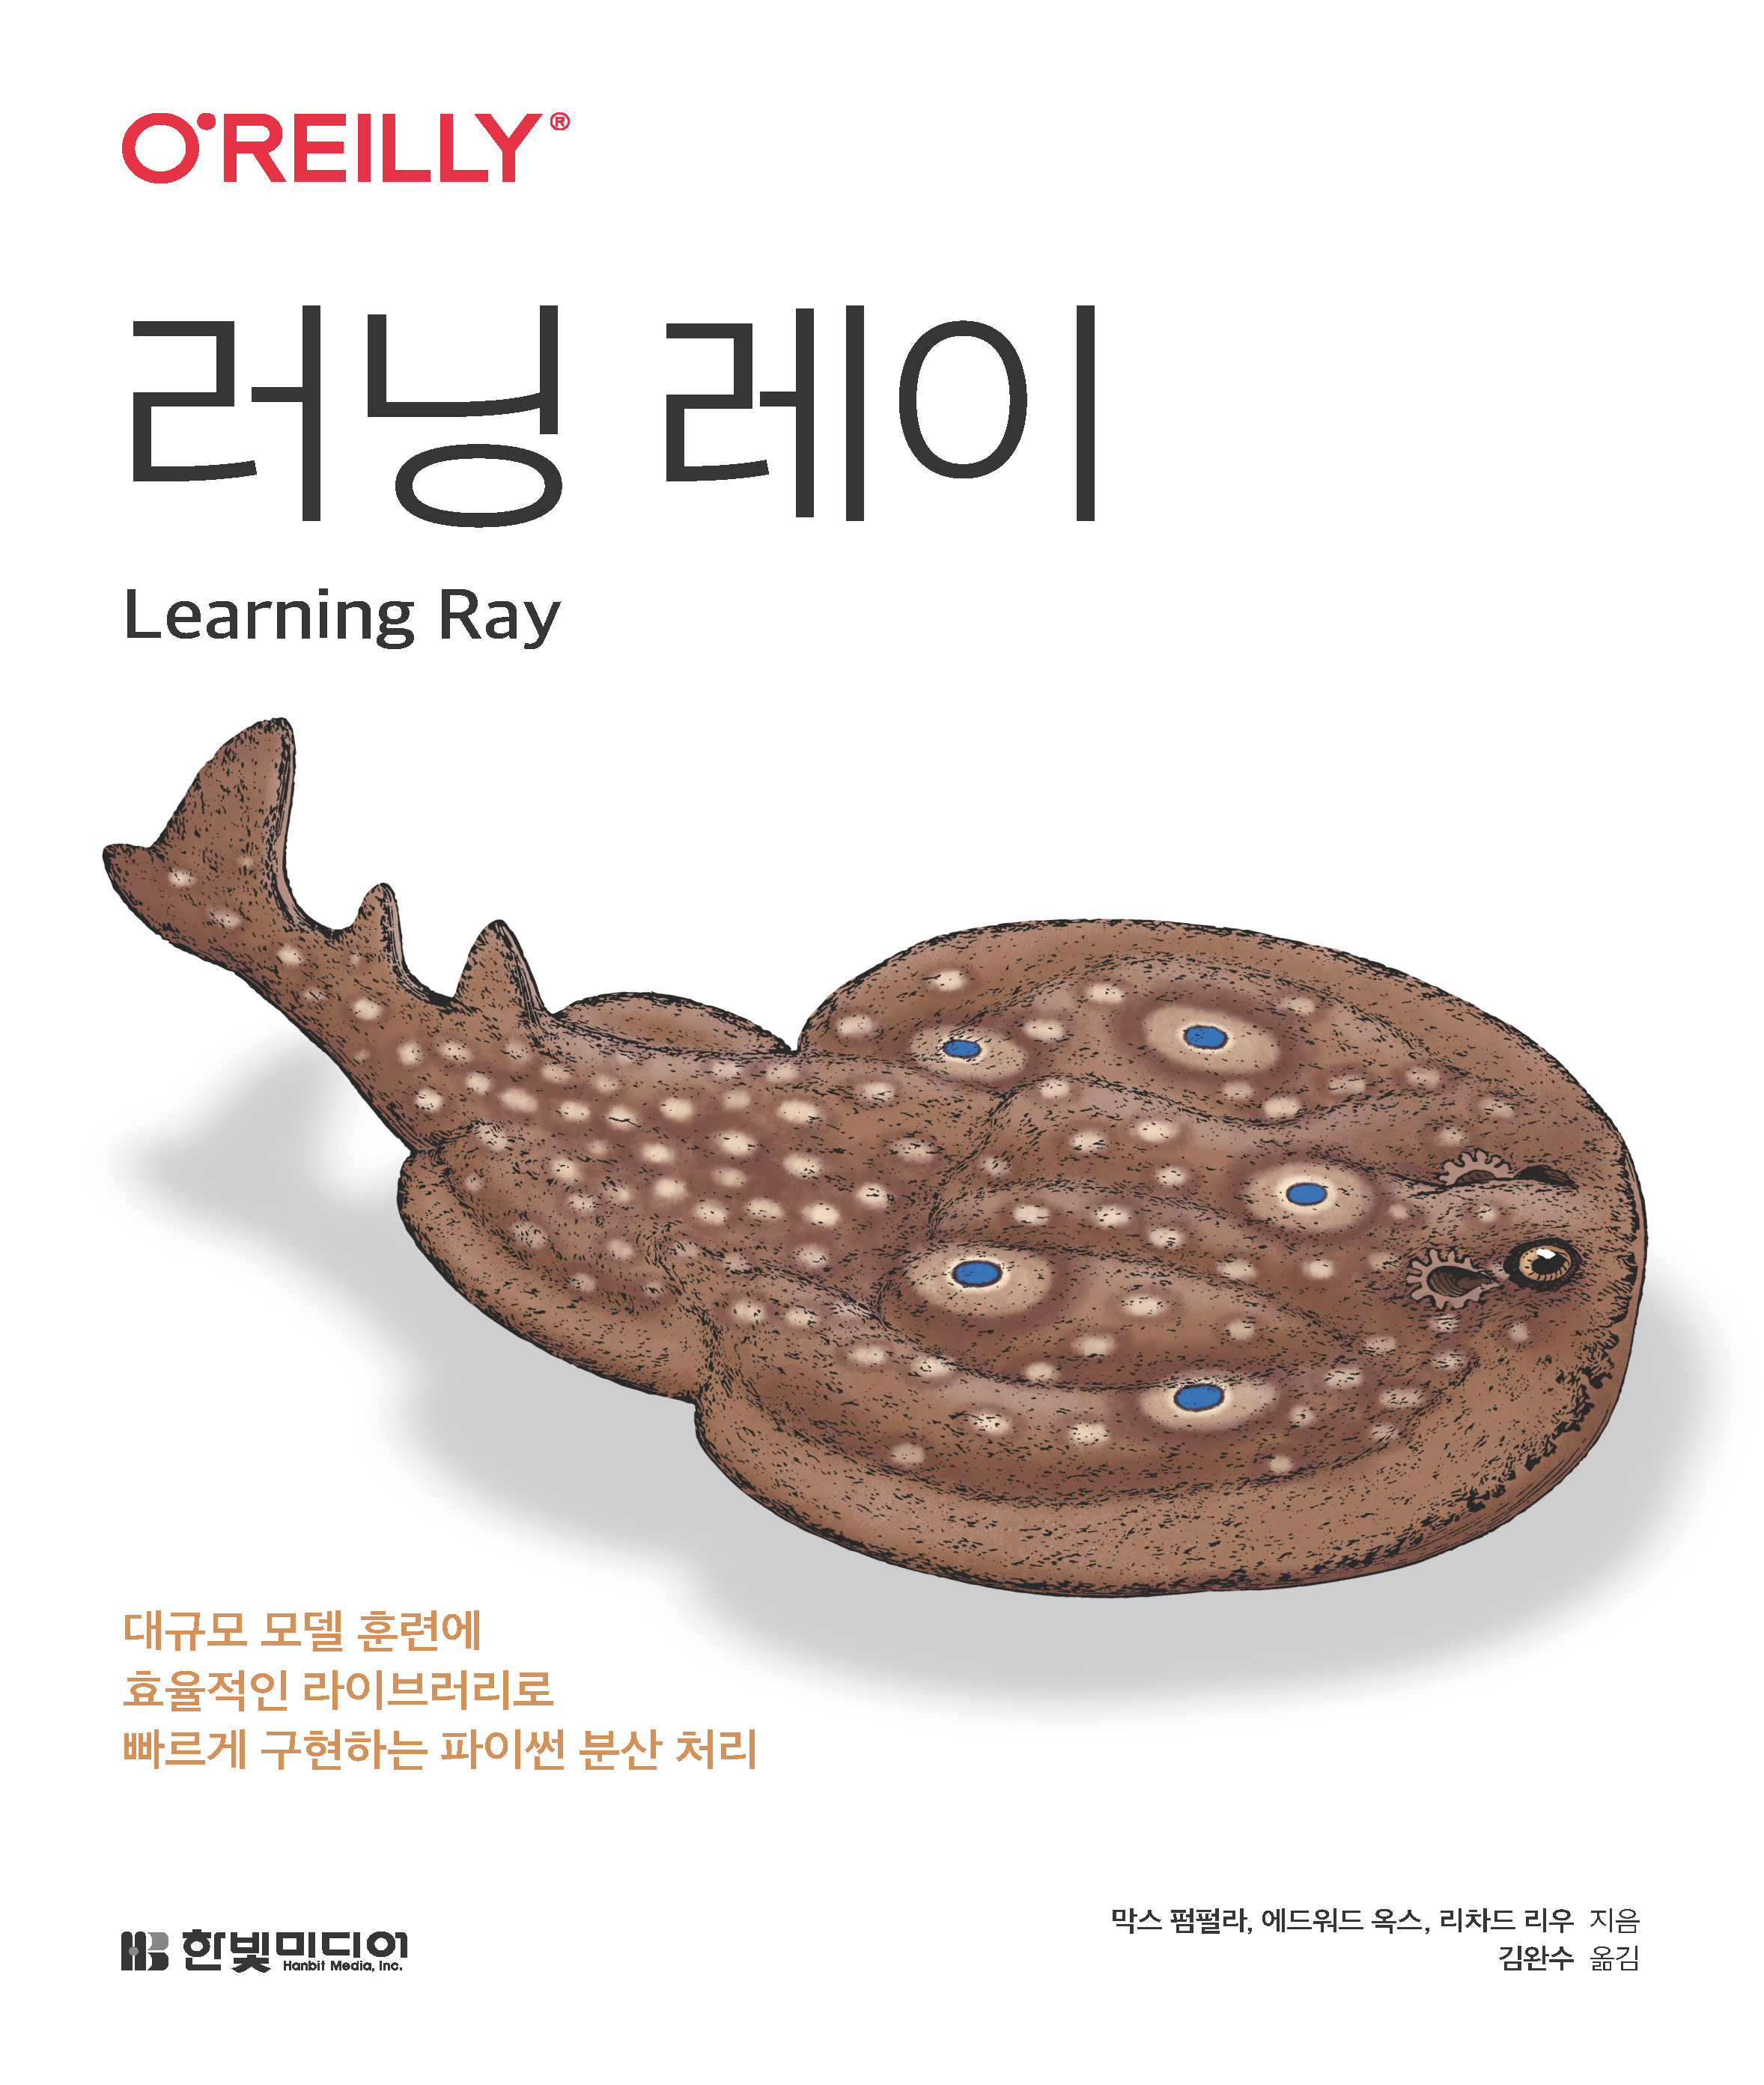 O'REILLY®
러닝 레이
Learning Ray
대규모 모델 훈련에
효율적인 라이브러리로
빠르게 구현하는 파이썬 분산 처리
막스 펌펄라, 에드워드 옥스, 리차드 리우 지음
김완수 옮김
한빛미디어
Hanbit Media, Inc.